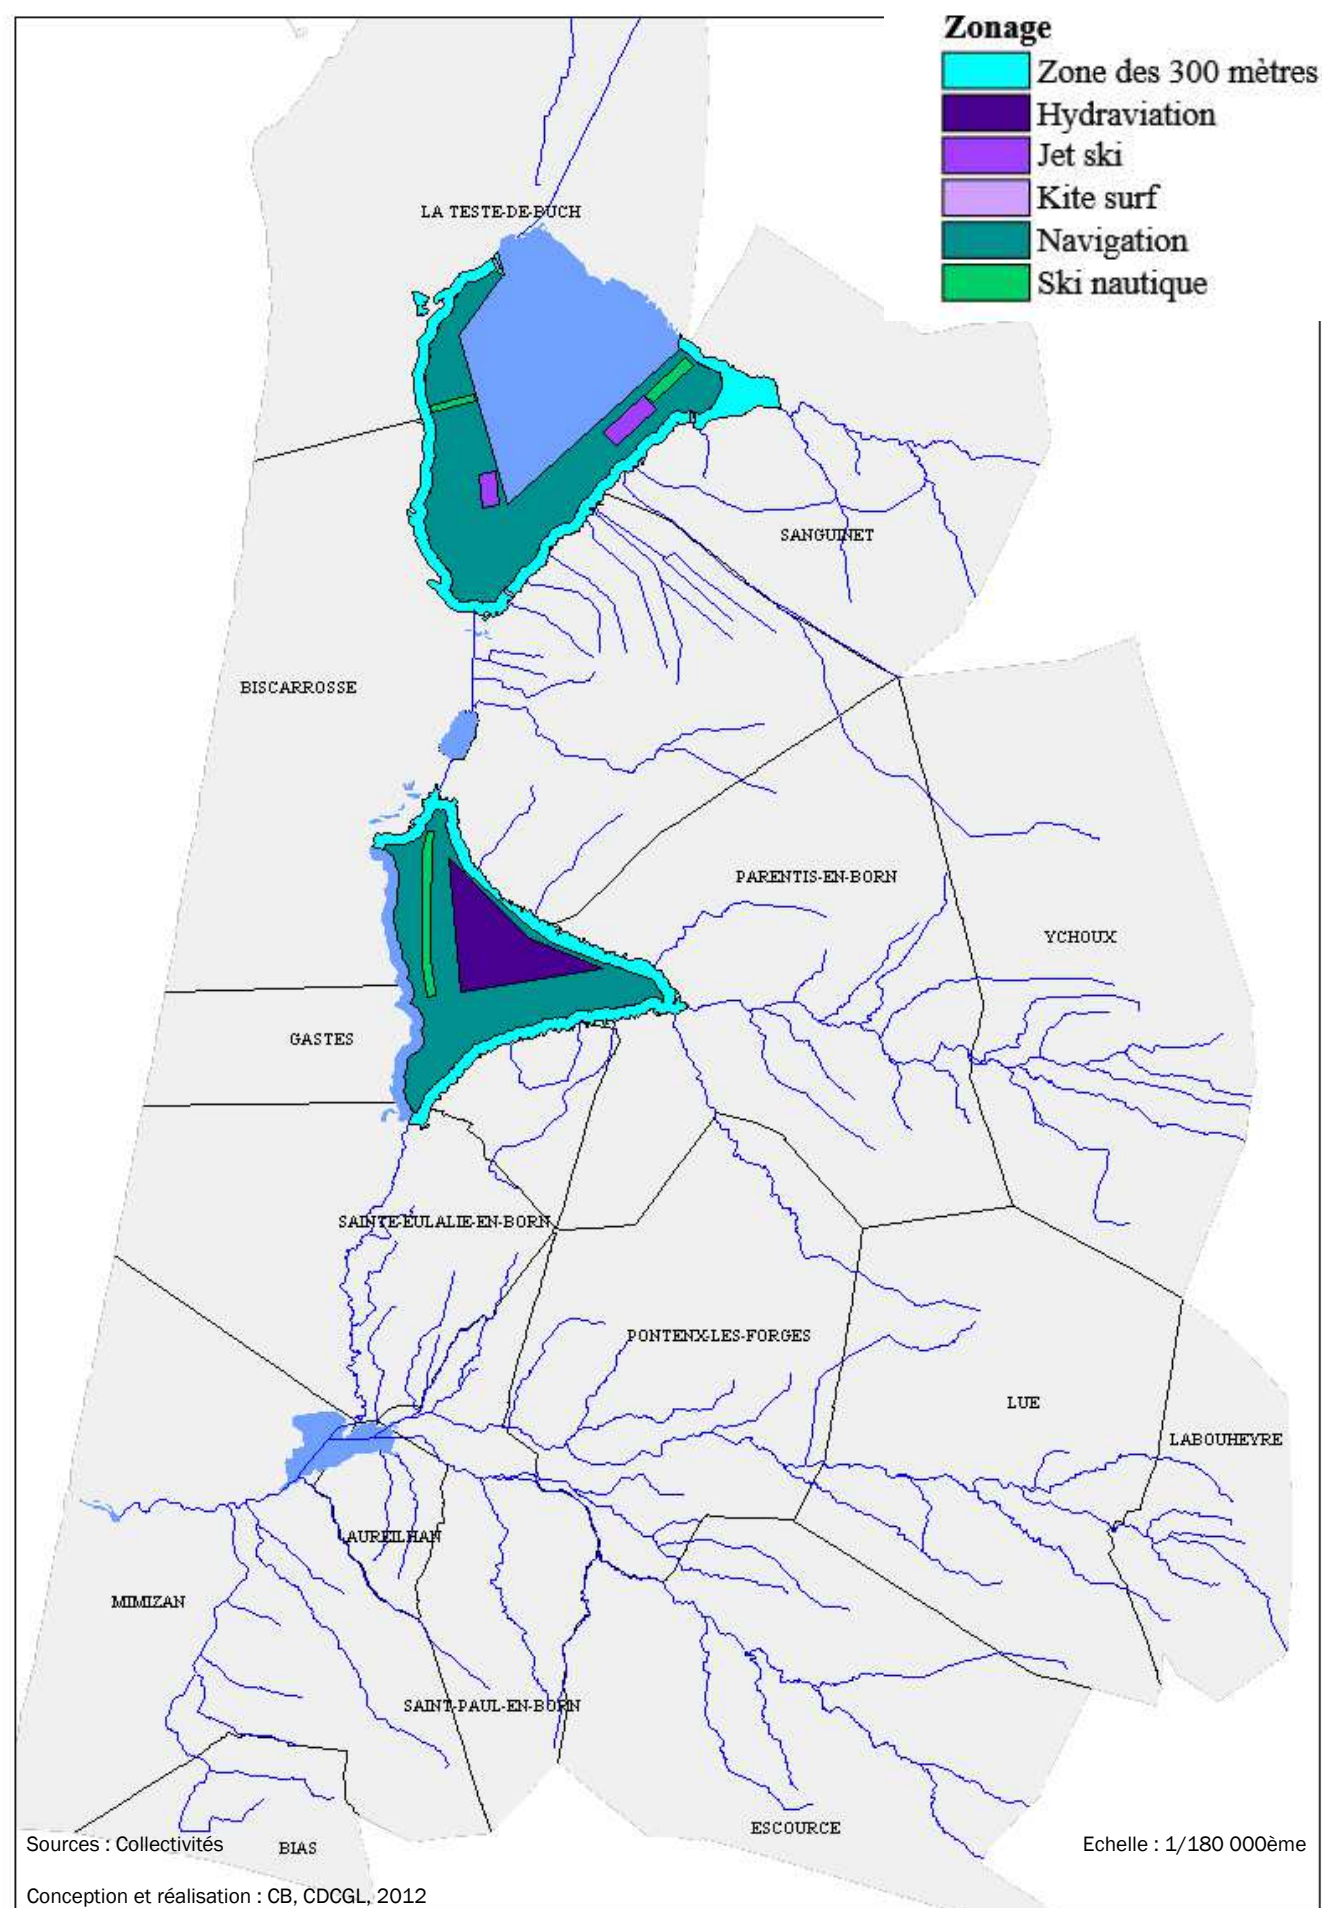 Zonage
Zone des 300 mètres
Hydraviation
Jet ski
Kite surf
Navigation
Ski nautique
LA TESTE-DE-BUCH
SANGUINET
BISCARROSSE
PARENTIS-EN-BORN
YCHOUX
GASTES
SAINTE-EULALIE-EN-BORN
PONTENX-LES-FORGES
LUE
LABOUHEYRE
AUREILHAN
MIMIZAN
SAINT-PAUL-EN-BORN
ESCOURCE
BIAS
Sources : Collectivités
Echelle : 1/180 000ème
Conception et réalisation : CB, CDCGL, 2012